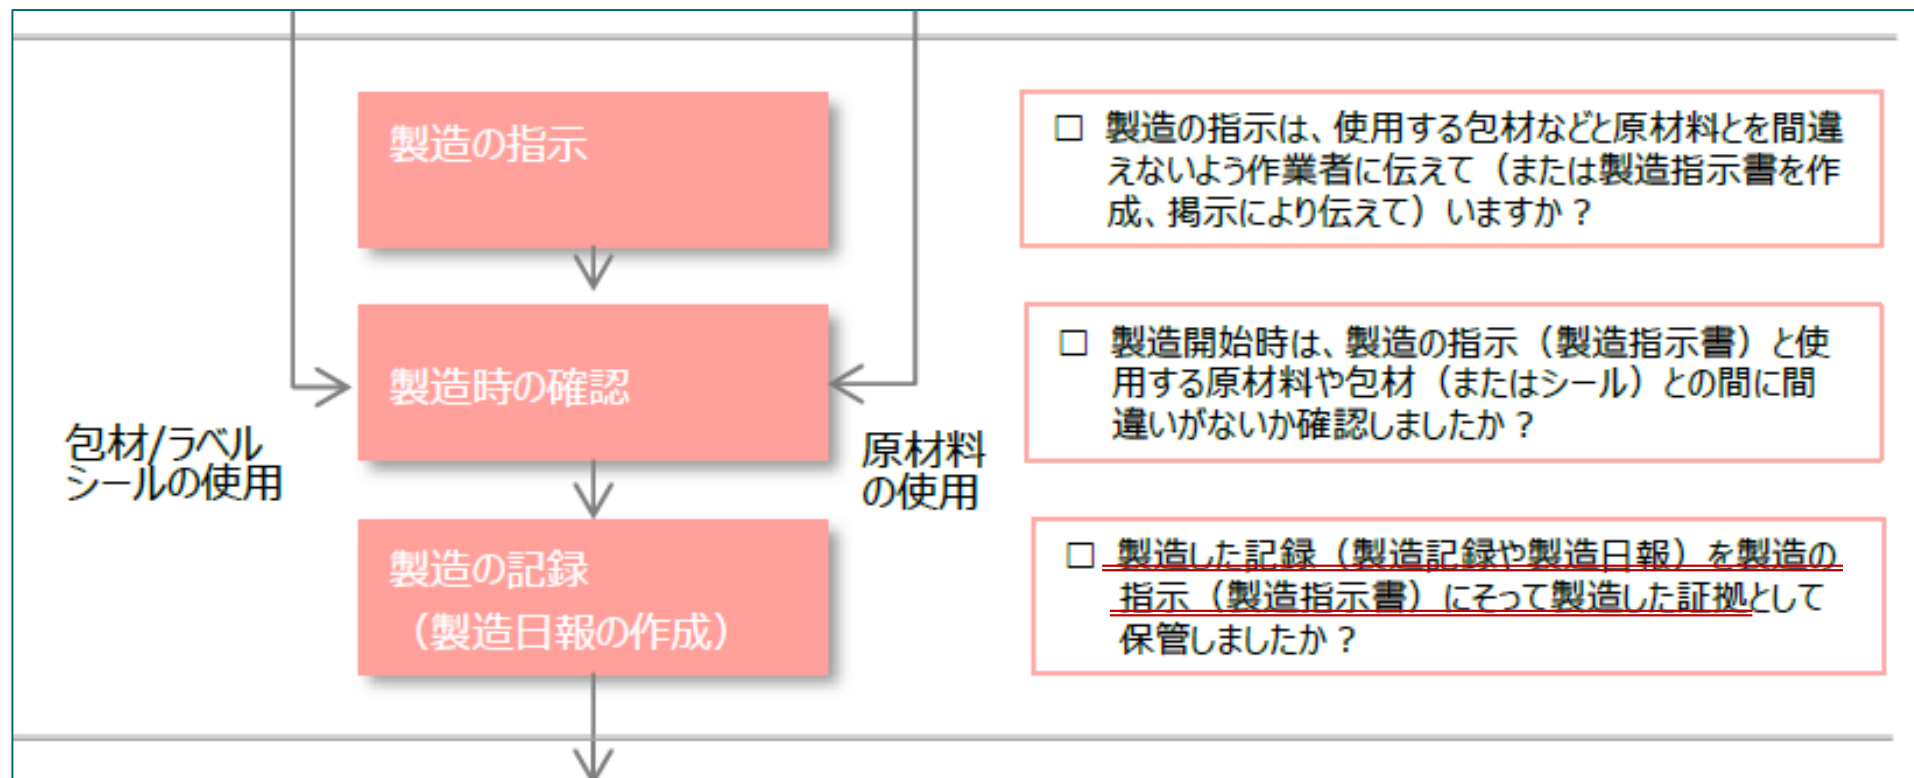 製造の指示
□ 製造の指示は、使用する包材などと原材料とを間違
えないよう作業者に伝えて（または製造指示書を作
成、掲示により伝えて）いますか？
製造時の確認
□ 製造開始時は、製造の指示（製造指示書）と使
用する原材料や包材（またはシール）との間に間
違いがないか確認しましたか？
包材/ラベル
シールの使用
原材料
の使用
製造の記録
（製造日報の作成）
□ 製造した記録（製造記録や製造日報）を製造の
指示（製造指示書）にそって製造した証拠として
保管しましたか？